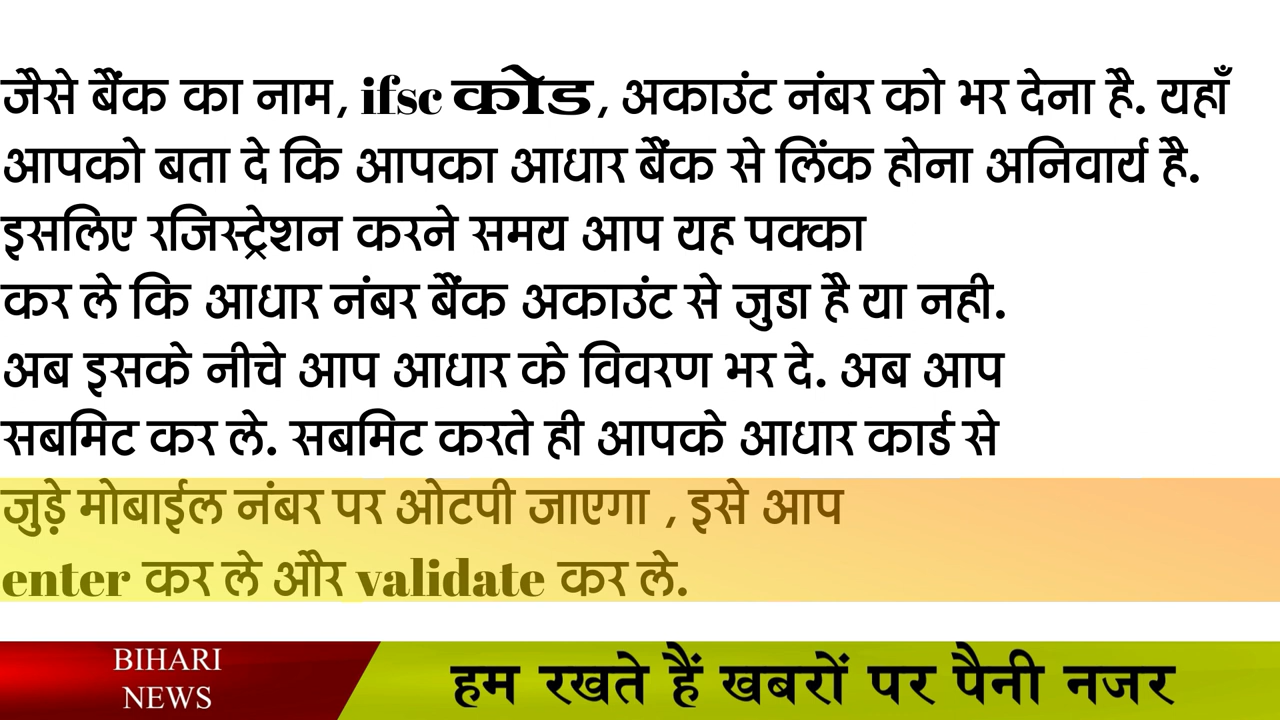 जैसे बैंक का नाम, ifsc कोड, अकाउंट नंबर को भर देना है. यहाँ
आपको बता दे कि आपका आधार बैंक से लिंक होना अनिवार्य है.
इसलिए रजिस्ट्रेशन करने समय आप यह पक्का
कर ले कि आधार नंबर बैंक अकाउंट से जुडा है या नही.
अब इसके नीचे आप आधार के विवरण भर दे. अब आप
सबमिट कर ले. सबमिट करते ही आपके आधार कार्ड से
जुड़े मोबाईल नंबर पर ओटपी जाएगा , इसे आप
enter कर ले और validate कर ले.
BIHARI
NEWS
हम रखते हैं खबरों पर पैनी नजर